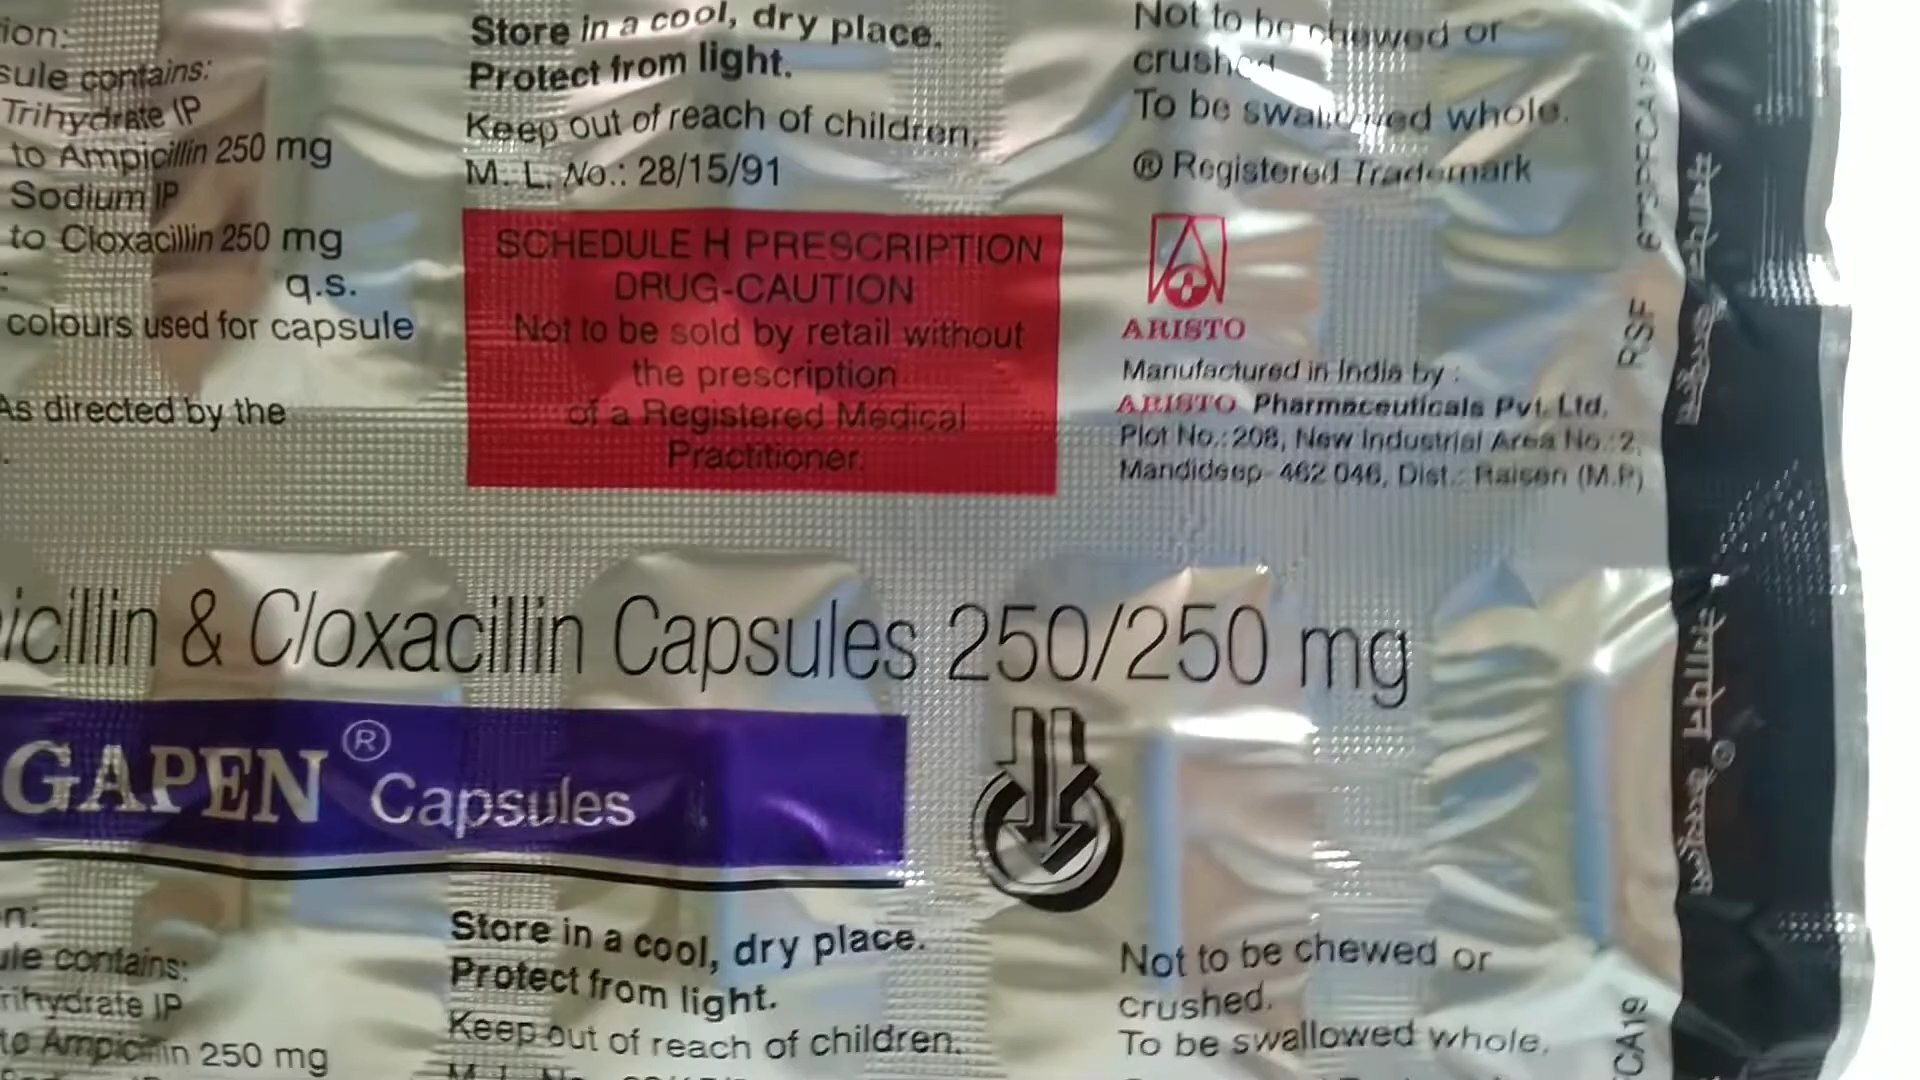 ion:
sule contains:
Trihydrate IP
to Ampicillin 250 mg
Sodium IP
to Cloxacillin 250 mg
q.s.
colours used for capsule
As directed by the
Store in a cool, dry place.
Protect from light.
Keep out of reach of children.
M. L. No.: 28/15/91
SCHEDULE H PRESCRIPTION
DRUG-CAUTION
Not to be sold by retail without
the prescription
of a Registered Medical
Practitioner.
Not to be chewed or
crushed.
To be swallowed whole.
® Registered Trademark
ARISTO
Manufactured in India by :
ARISTO Pharmaceuticals Pvt. Ltd.
Plot No.: 208, New Industrial Area No.: 2,
Mandideep- 462 046, Dist.: Raisen (M.P.)
RSF 673PFCA19
icillin & Cloxacillin Capsules 250/250 mg
GAPEN® Capsules
n:
ule contains:
rihydrate IP
to Ampicillin 250 mg
Store in a cool, dry place.
Protect from light.
Keep out of reach of children.
M. L. No.
Not to be chewed or
crushed.
To be swallowed whole.
CA19